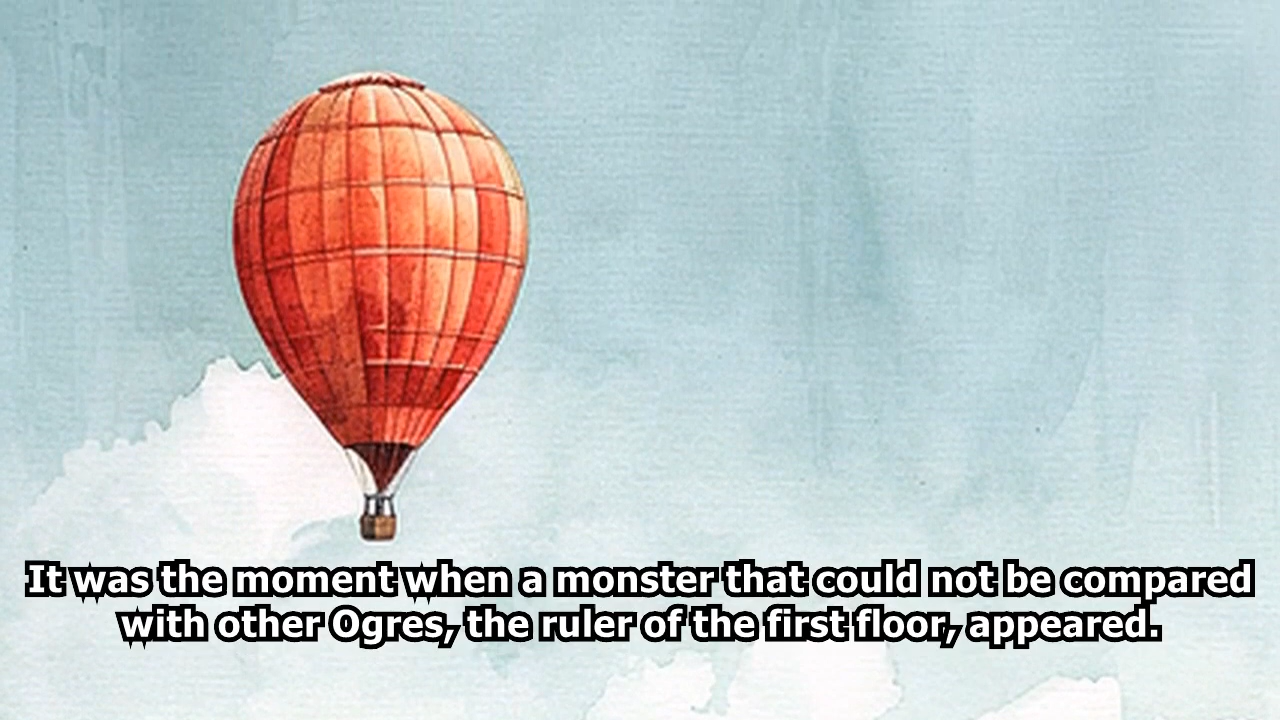 It was the moment when a monster that could not be compared
with other Ogres, the ruler of the first floor, appeared.